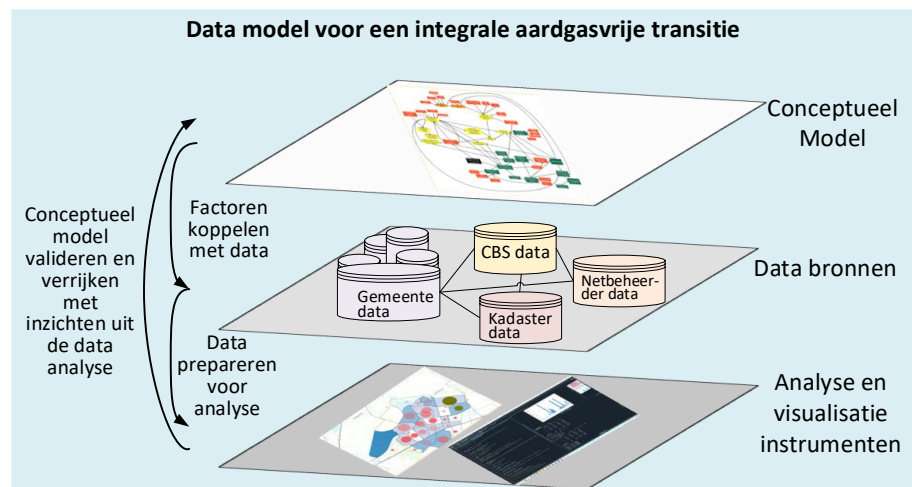 Data model voor een integrale aardgasvrije transitie
Conceptueel
Model
Conceptueel
model
valideren en
verrijken
met
inzichten uit
de data
analyse
Factoren
koppelen
met data
CBS data
Netbeheer-
der data
Gemeente
data
Kadaster
data
Data bronnen
Data
prepareren
voor
analyse
Analyse en
visualisatie
instrumenten